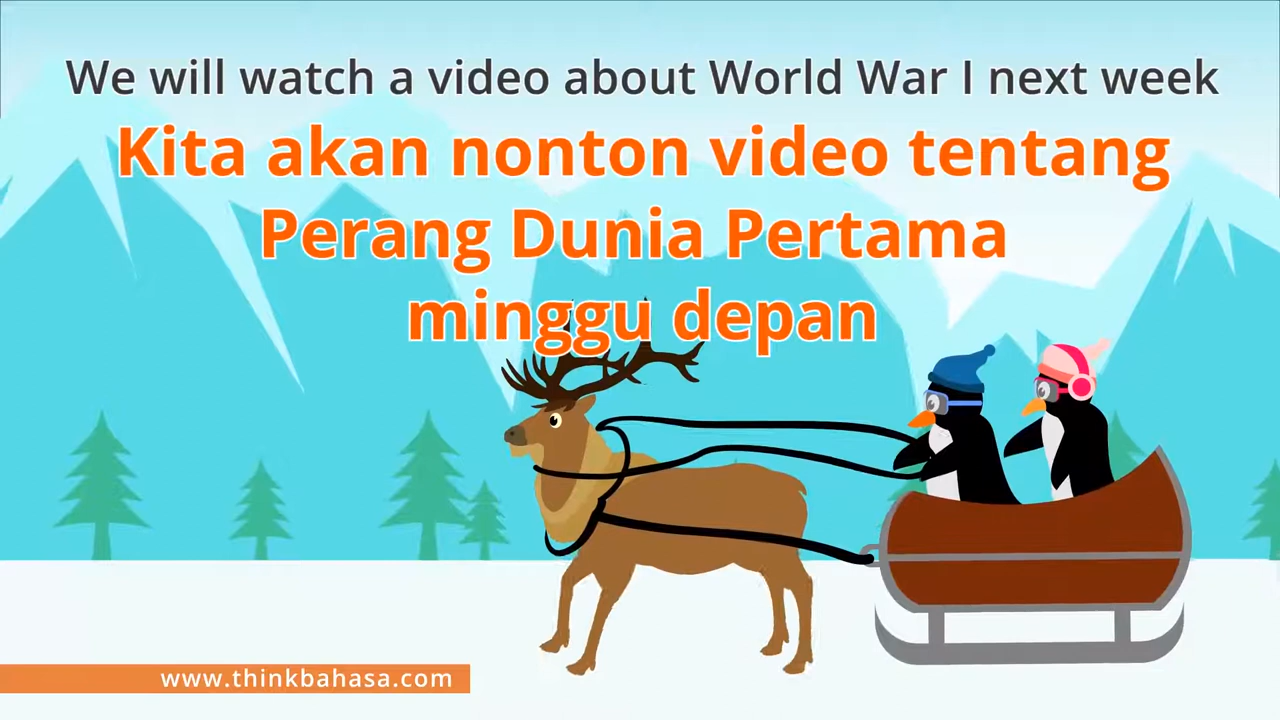 We will watch a video about World War I next week
Kita akan nonton video tentang
Perang Dunia Pertama
minggu depan
www.thinkbahasa.com